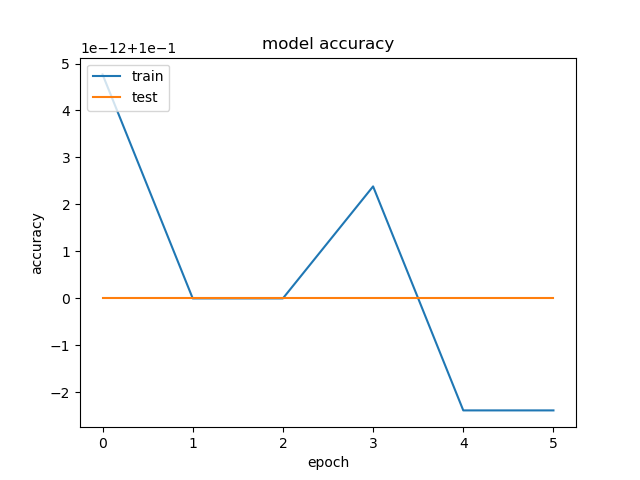 model accuracy
1e−12+1e−1
train
test
5
4
3
2
1
0
−1
−2
accuracy
0 1 2 3 4 5
epoch